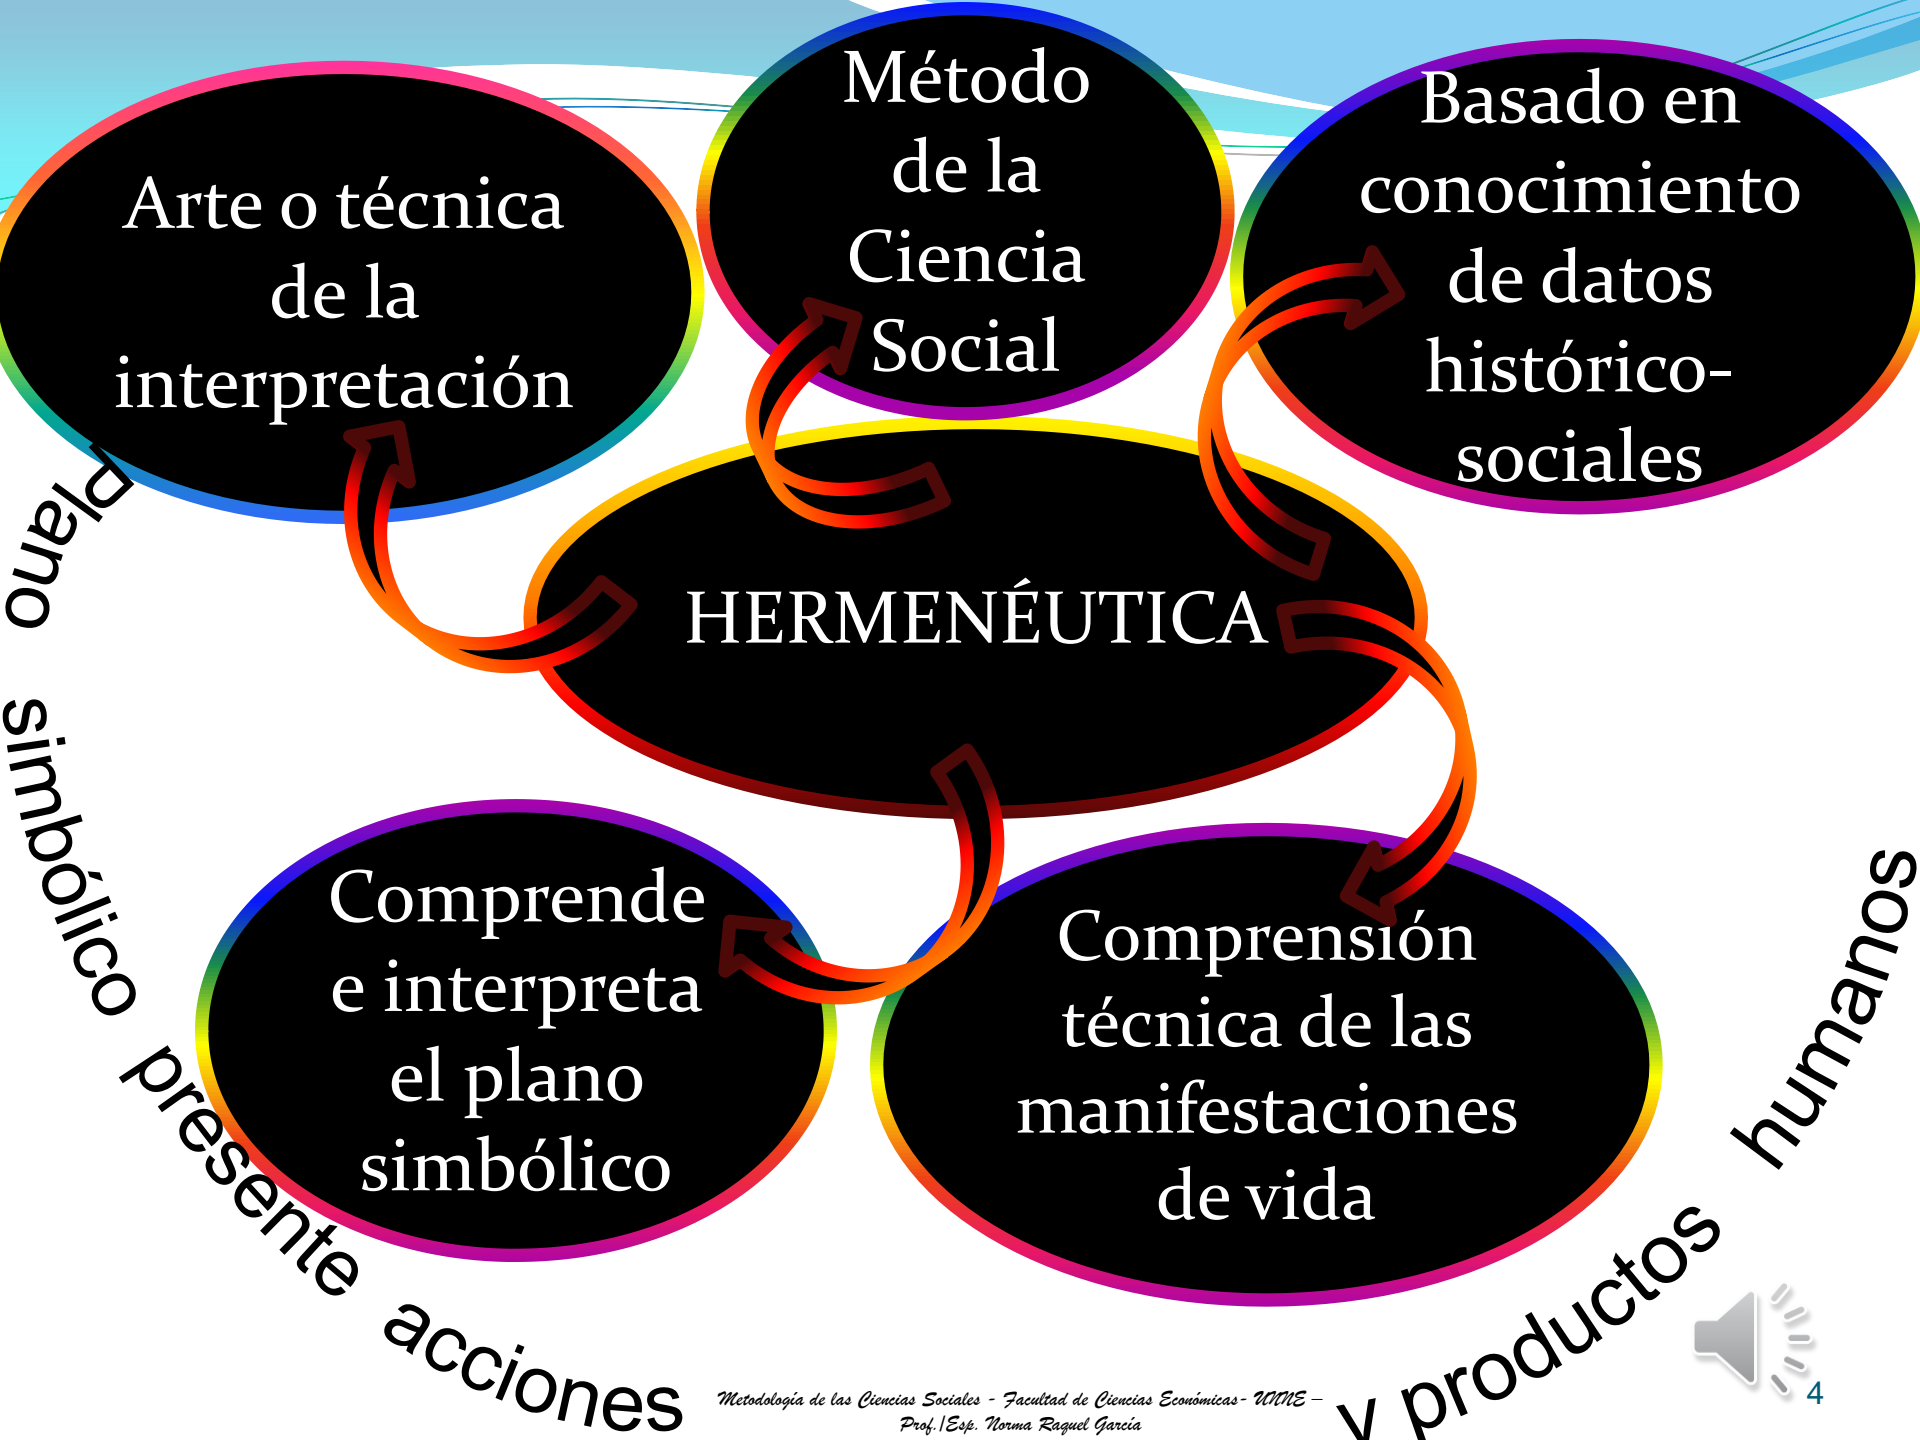 Método
de la
Ciencia
Social
Basado en
conocimiento
de datos
histórico-
sociales
Arte o técnica
de la
interpretación
HERMENÉUTICA
Comprende
e interpreta
el plano
simbólico
Comprensión
técnica de las
manifestaciones
de vida
Plano simbólico presente acciones y productos humanos
Metodología de las Ciencias Sociales - Facultad de Ciencias Económicas- UNNE –
Prof./Esp. Norma Raquel García
4